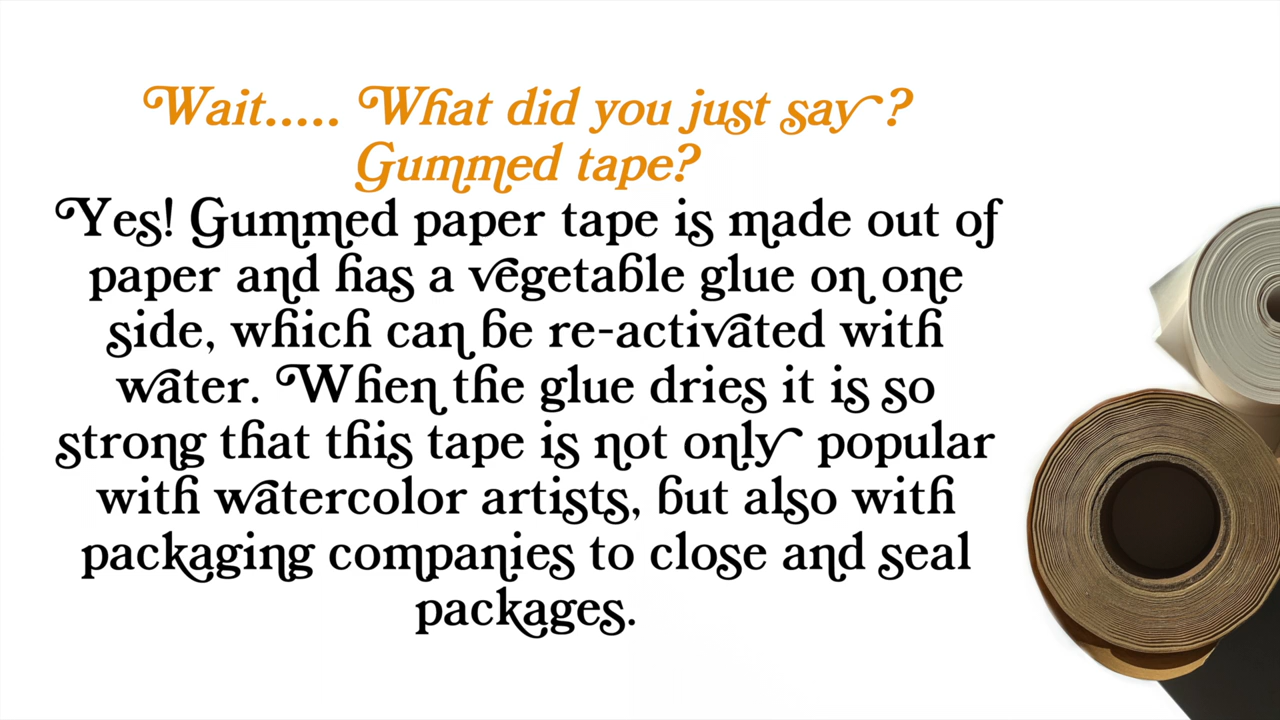 Wait..... What did you just say?
Gummed tape?
Yes! Gummed paper tape is made out of
paper and has a vegetable glue on one
side, which can be re-activated with
water. When the glue dries it is so
strong that this tape is not only popular
with watercolor artists, but also with
packaging companies to close and seal
packages.